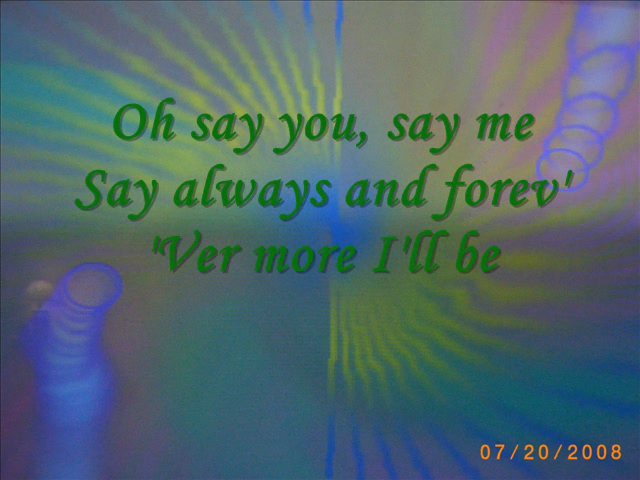 Oh say you, say me
Say always and forev'
'Ver more I'll be
07/20/2008